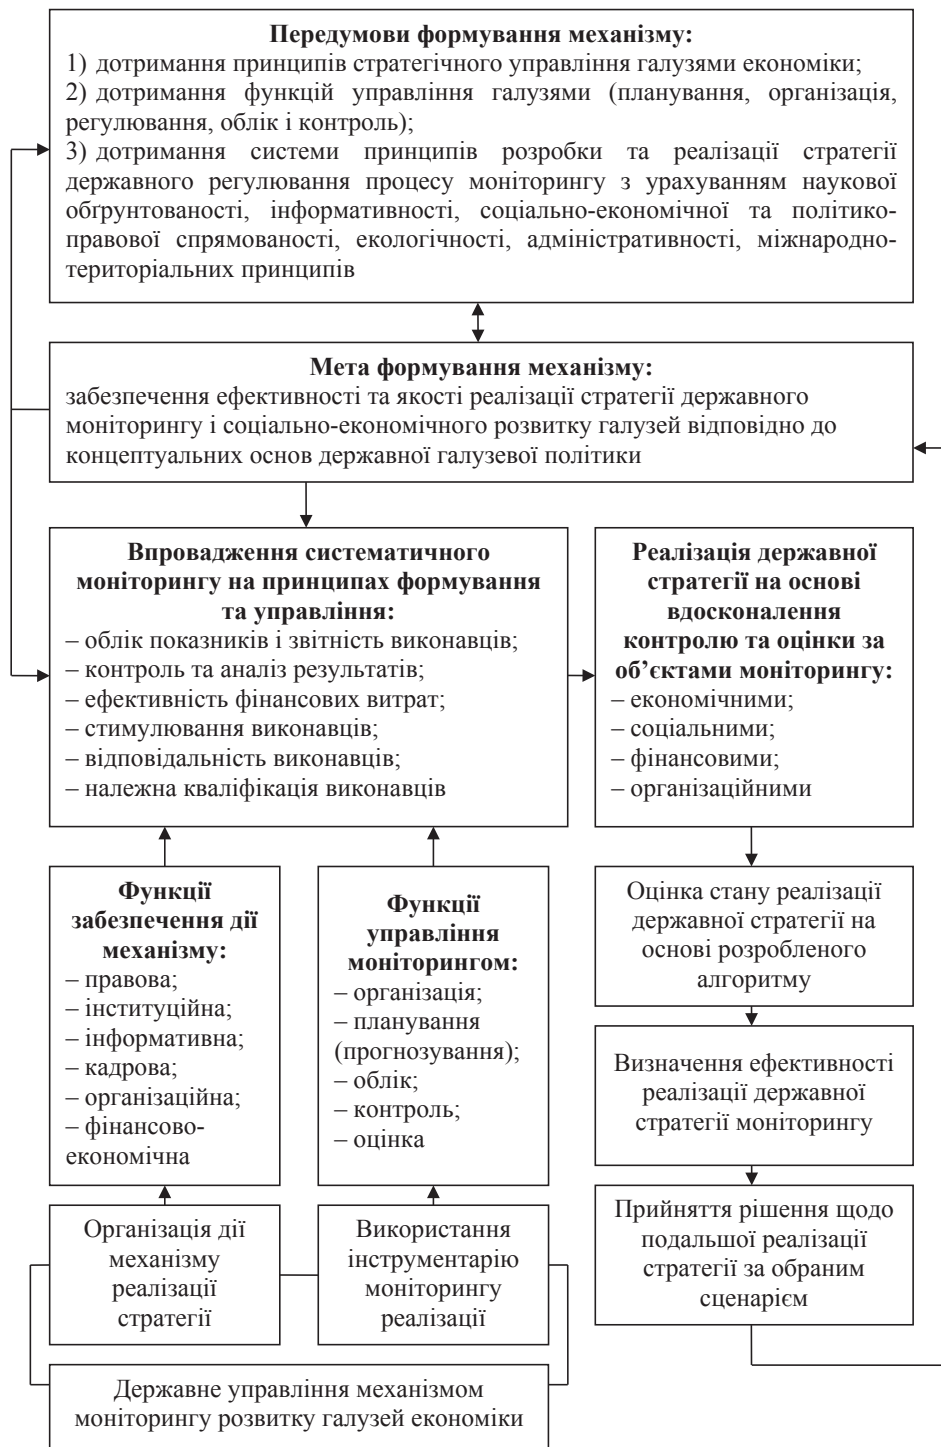 Передумови формування механізму:
1) дотримання принципів стратегічного управління галузями економіки;
2) дотримання функцій управління галузями (планування, організація,
регулювання, облік і контроль);
3) дотримання системи принципів розробки та реалізації стратегії
державного регулювання процесу моніторингу з урахуванням наукової
обґрунтованості, інформативності, соціально-економічної та політико-
правової спрямованості, екологічності, адміністративності, міжнародно-
територіальних принципів
Мета формування механізму:
забезпечення ефективності та якості реалізації стратегії державного
моніторингу і соціально-економічного розвитку галузей відповідно до
концептуальних основ державної галузевої політики
Впровадження систематичного
моніторингу на принципах формування
та управління:
– облік показників і звітність виконавців;
– контроль та аналіз результатів;
– ефективність фінансових витрат;
– стимулювання виконавців;
– відповідальність виконавців;
– належна кваліфікація виконавців
Реалізація державної
стратегії на основі
вдосконалення
контролю та оцінки за
об’єктами моніторингу:
– економічними;
– соціальними;
– фінансовими;
– організаційними
Функції
забезпечення дії
механізму:
– правова;
– інституційна;
– інформативна;
– кадрова;
– організаційна;
– фінансово-
економічна
Функції
управління
моніторингом:
– організація;
– планування
(прогнозування);
– облік;
– контроль;
– оцінка
Оцінка стану реалізації
державної стратегії на
основі розробленого
алгоритму
Визначення ефективності
реалізації державної
стратегії моніторингу
Прийняття рішення щодо
подальшої реалізації
стратегії за обраним
сценарієм
Організація дії
механізму
реалізації
стратегії
Використання
інструментарію
моніторингу
реалізації
Державне управління механізмом
моніторингу розвитку галузей економіки